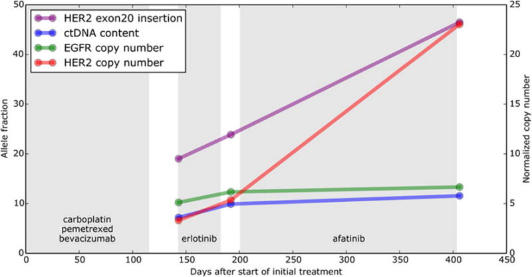 HER2 exon20 insertion
ctDNA content
EGFR copy number
HER2 copy number
50
40
30
20
10
0
Allele fraction
25
20
15
10
5
0
Normalized copy number
carboplatin
pemetrexed
bevacizumab
erlotinib
afatinib
0 50 100 150 200 250 300 350 400 450
Days after start of initial treatment